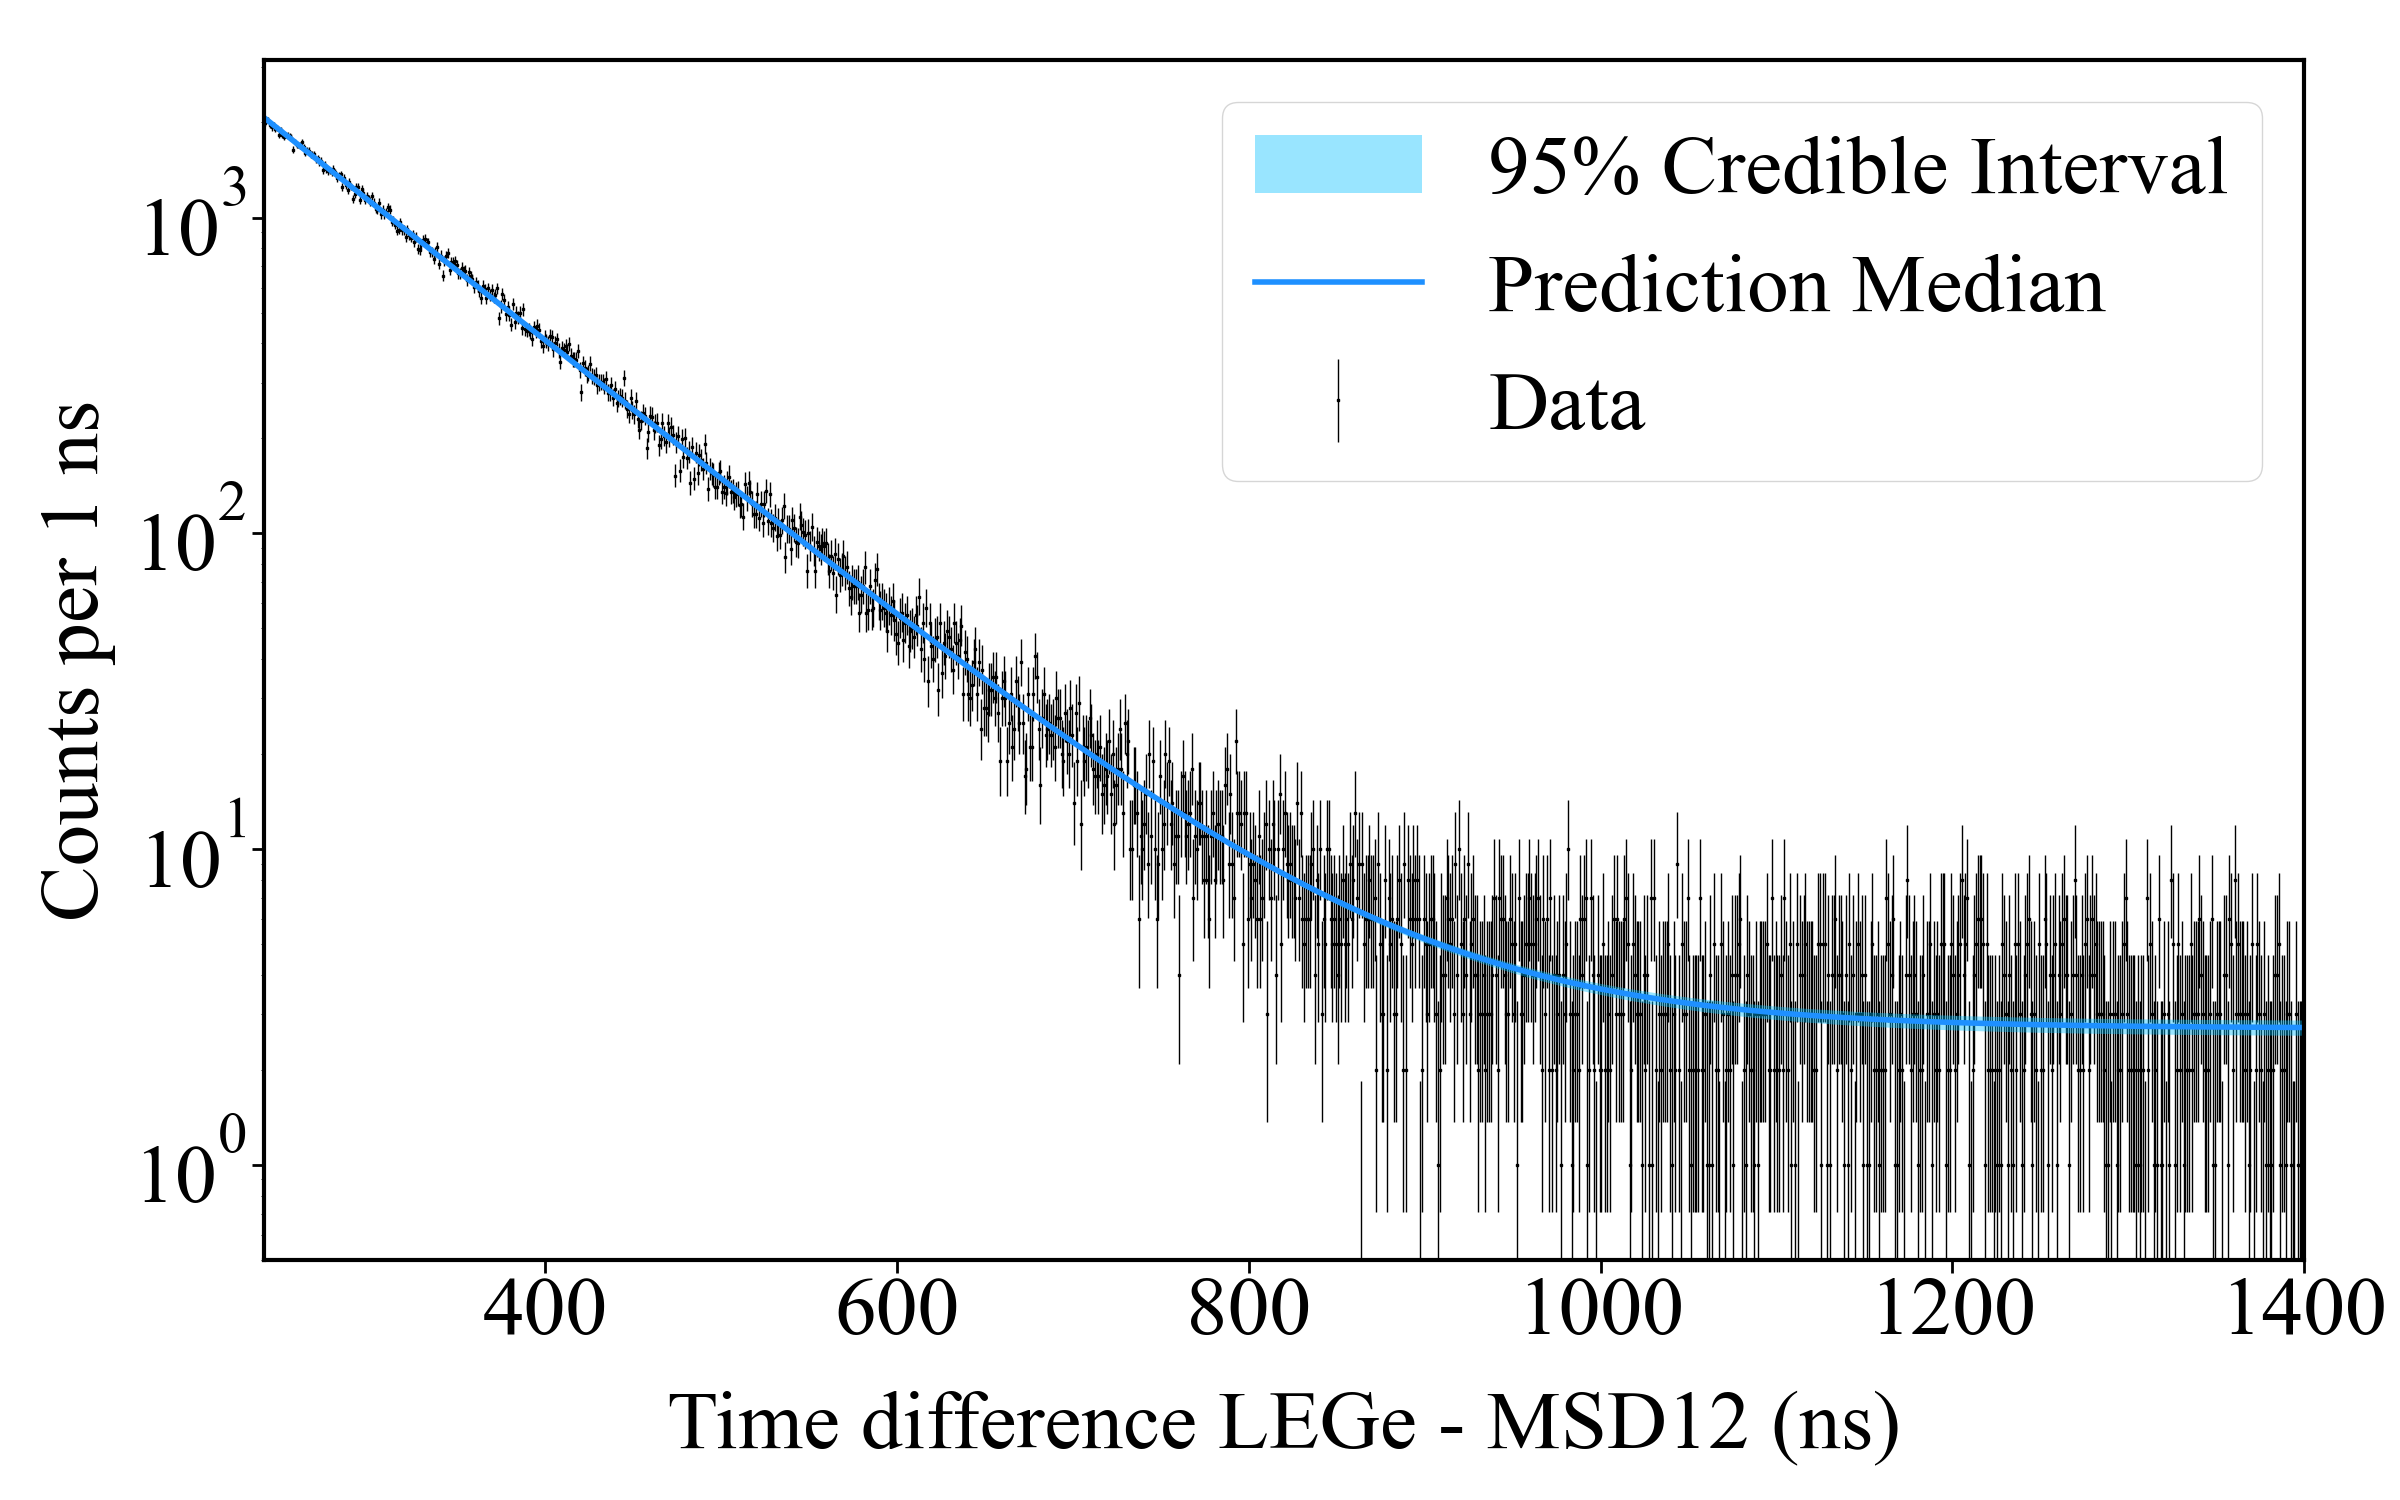 95% Credible Interval
Prediction Median
Data
Counts per 1 ns
10^3
10^2
10^1
10^0
400 600 800 1000 1200 1400
Time difference LEGe - MSD12 (ns)